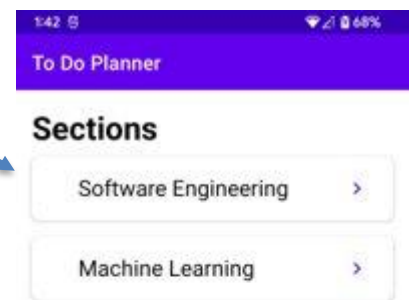 1:42 68%
To Do Planner
Sections
Software Engineering
Machine Learning